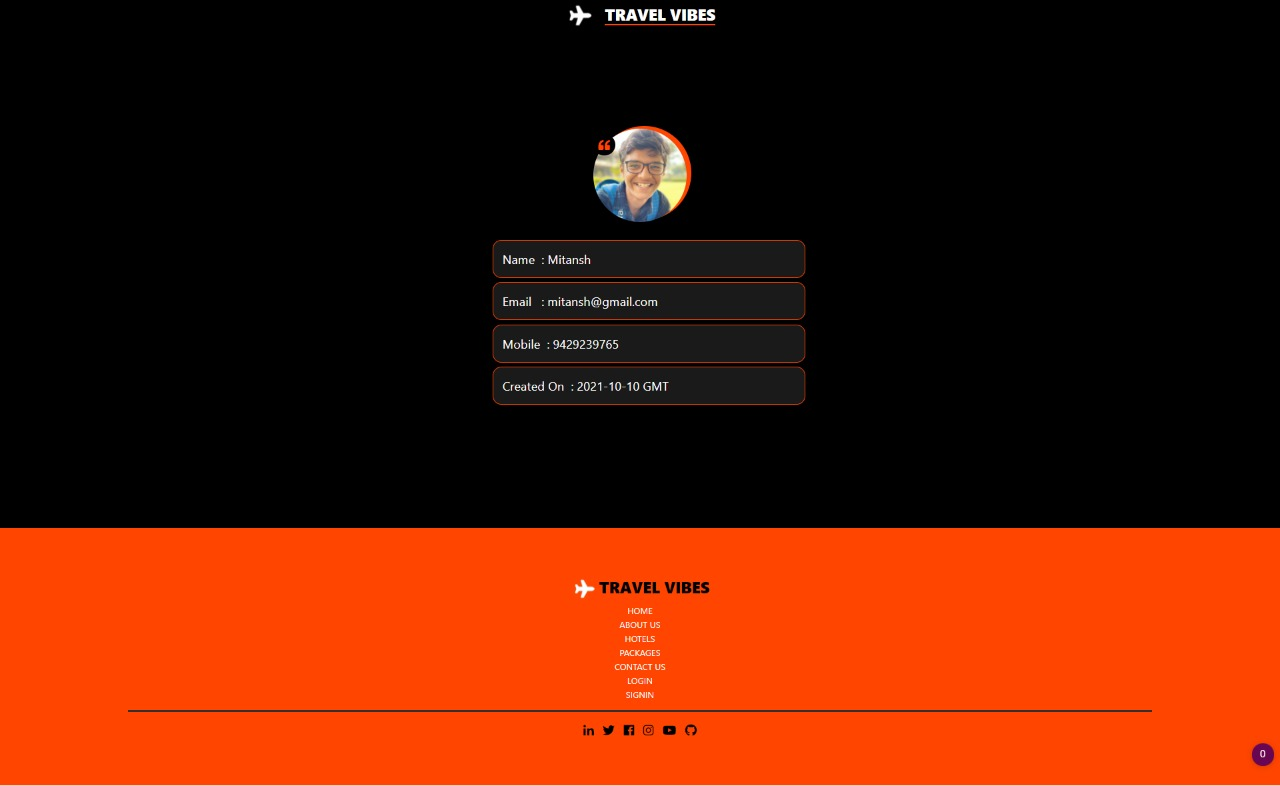 TRAVEL VIBES
Name : Mitansh
Email : mitansh@gmail.com
Mobile : 9429239765
Created On : 2021-10-10 GMT
TRAVEL VIBES
HOME
ABOUT US
HOTELS
PACKAGES
CONTACT US
LOGIN
SIGNIN
0